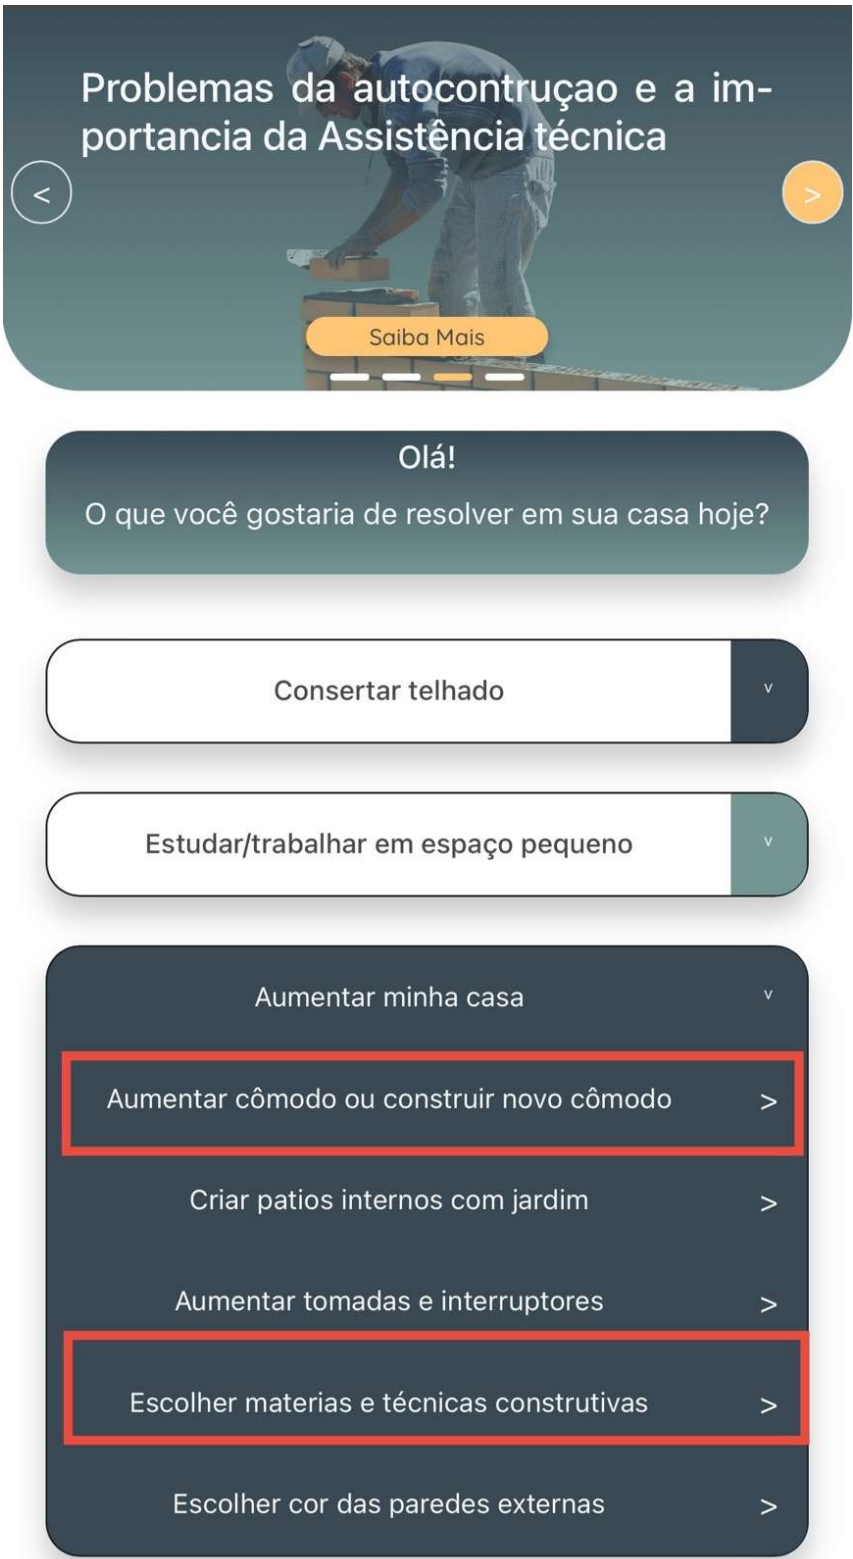 Problemas da autocontruçao e a im-
portancia da Assistência técnica
<
>
Saiba Mais
Olá!
O que você gostaria de resolver em sua casa hoje?
Consertar telhado v
Estudar/trabalhar em espaço pequeno v
Aumentar minha casa v
Aumentar cômodo ou construir novo cômodo >
Criar patios internos com jardim >
Aumentar tomadas e interruptores >
Escolher materias e técnicas construtivas >
Escolher cor das paredes externas >